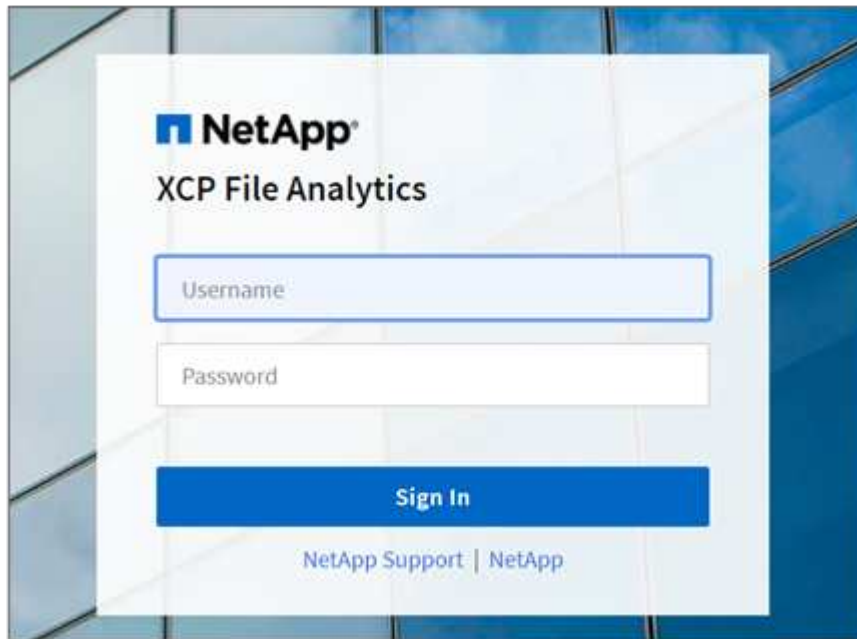 NetApp®
XCP File Analytics
Username
Password
Sign In
NetApp Support | NetApp